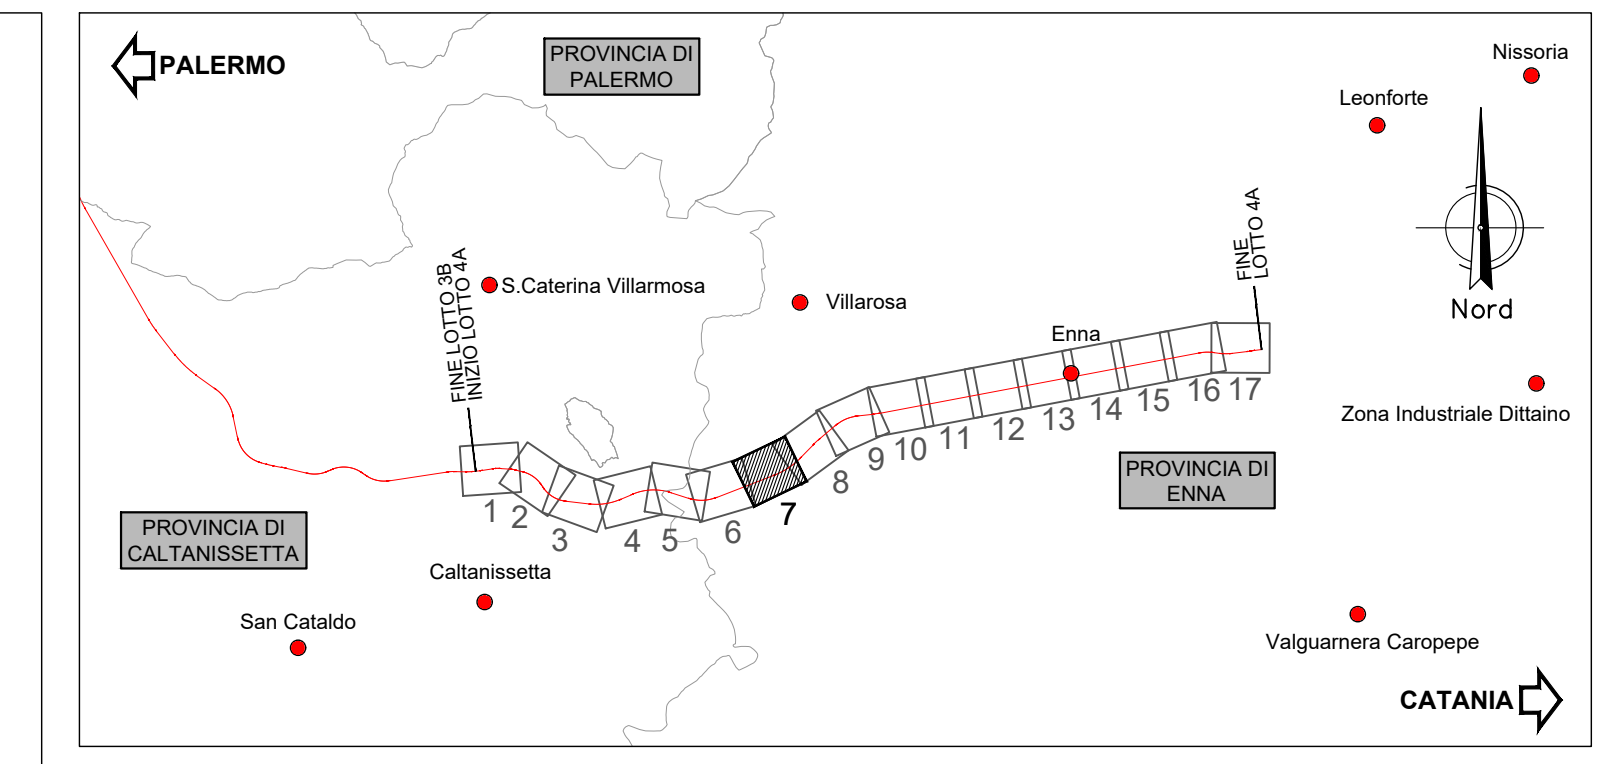 PALERMO
PROVINCIA DI
PALERMO
Nissoria
Leonforte
Nord
FINE LOTTO 3B
INIZIO LOTTO 4A
S.Caterina Villarmosa
Villarosa
Enna
FINE
LOTTO 4A
Zona Industriale Dittaino
1
2
3
4
5
6
7
8
9
10
11
12
13
14
15
16
17
PROVINCIA DI
ENNA
PROVINCIA DI
CALTANISSETTA
Caltanissetta
San Cataldo
Valguarnera Caropepe
CATANIA